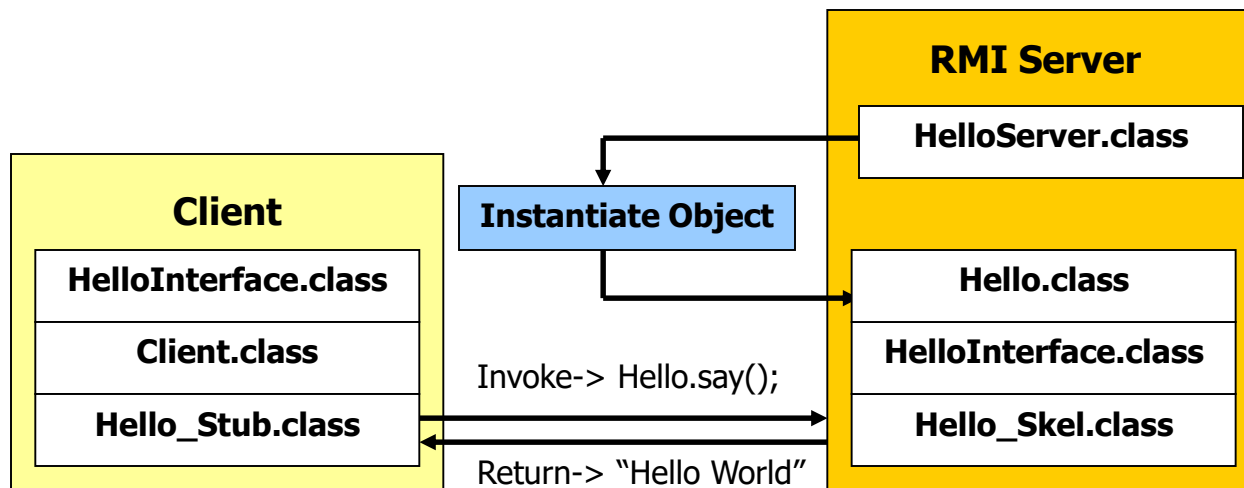 RMI Server
HelloServer.class
Client
Instantiate Object
HelloInterface.class
Hello.class
Client.class
HelloInterface.class
Invoke-> Hello.say();
Hello_Stub.class
Hello_Skel.class
Return-> “Hello World”